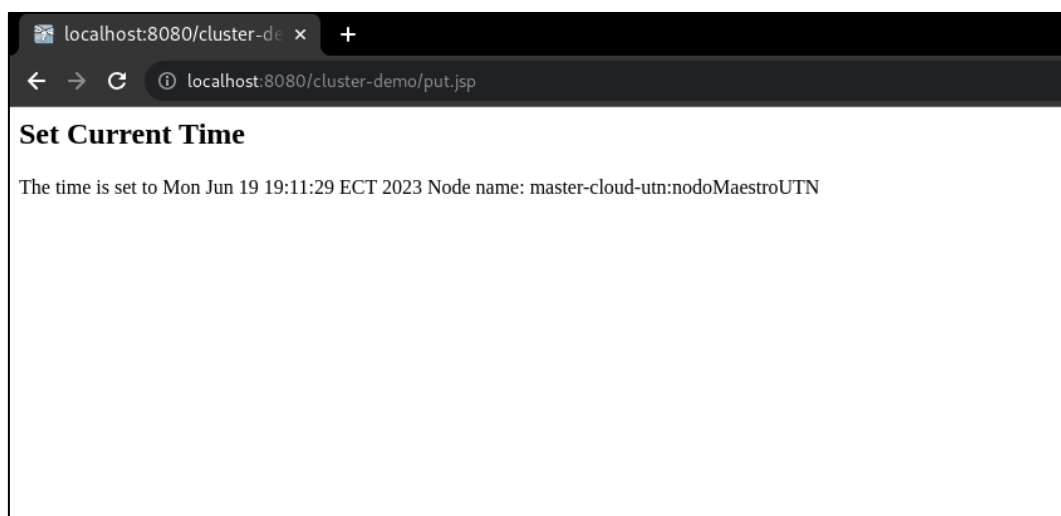 localhost:8080/cluster-de
localhost:8080/cluster-demo/put.jsp
Set Current Time
The time is set to Mon Jun 19 19:11:29 ECT 2023 Node name: master-cloud-utn:nodoMaestroUTN